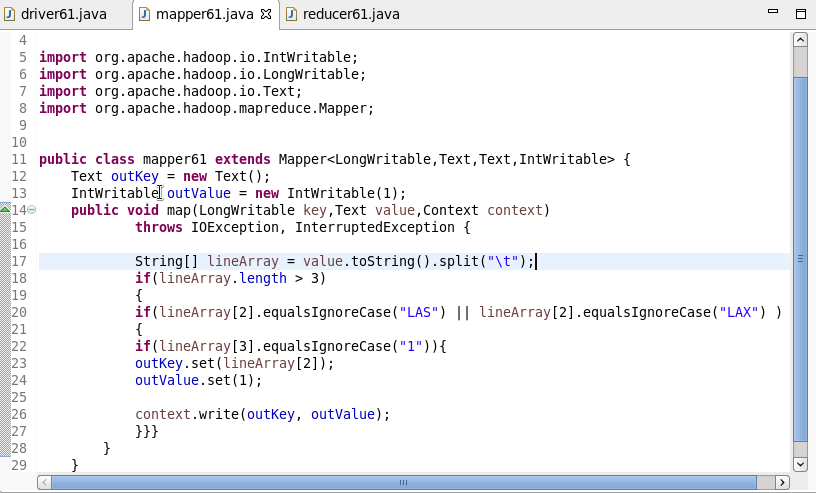 driver61.java mapper61.java reducer61.java
4
5 import org.apache.hadoop.io.IntWritable;
6 import org.apache.hadoop.io.LongWritable;
7 import org.apache.hadoop.io.Text;
8 import org.apache.hadoop.mapreduce.Mapper;
9
10
11 public class mapper61 extends Mapper<LongWritable,Text,Text,IntWritable> {
12 Text outKey = new Text();
13 IntWritable outValue = new IntWritable(1);
14 public void map(LongWritable key,Text value,Context context)
15 throws IOException, InterruptedException {
16
17 String[] lineArray = value.toString().split("\t");
18 if(lineArray.length > 3)
19 {
20 if(lineArray[2].equalsIgnoreCase("LAS") || lineArray[2].equalsIgnoreCase("LAX") )
21 {
22 if(lineArray[3].equalsIgnoreCase("1")){
23 outKey.set(lineArray[2]);
24 outValue.set(1);
25
26 context.write(outKey, outValue);
27 }}}
28 }
29 }